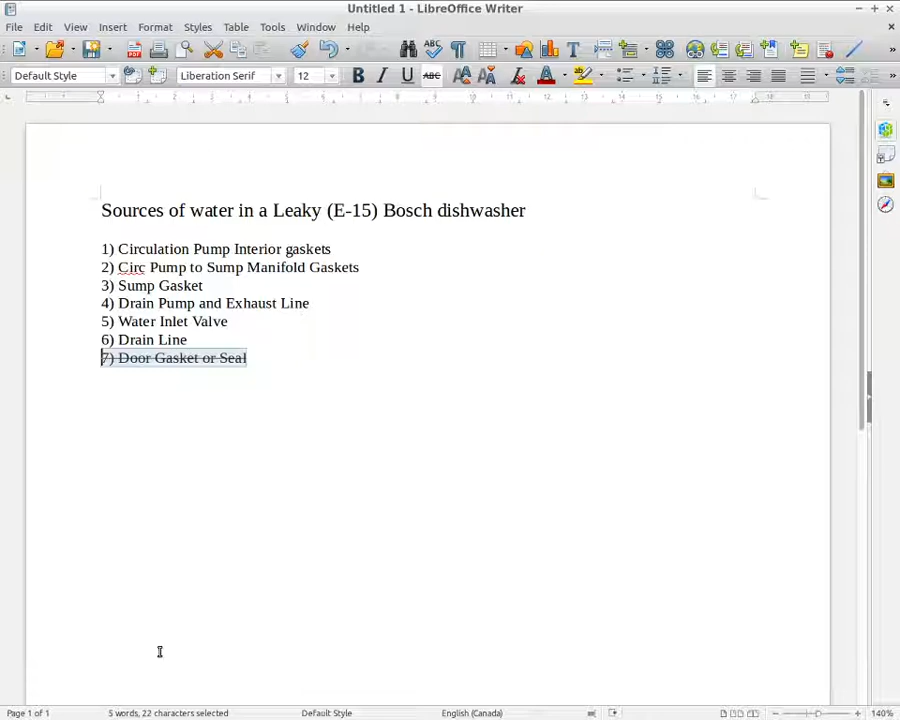 Untitled 1 - LibreOffice Writer
File Edit View Insert Format Styles Table Tools Window Help
Default Style Liberation Serif 12
Sources of water in a Leaky (E-15) Bosch dishwasher
1) Circulation Pump Interior gaskets
2) Circ Pump to Sump Manifold Gaskets
3) Sump Gasket
4) Drain Pump and Exhaust Line
5) Water Inlet Valve
6) Drain Line
7) Door Gasket or Seal
Page 1 of 1 5 words, 22 characters selected Default Style English (Canada) 140%